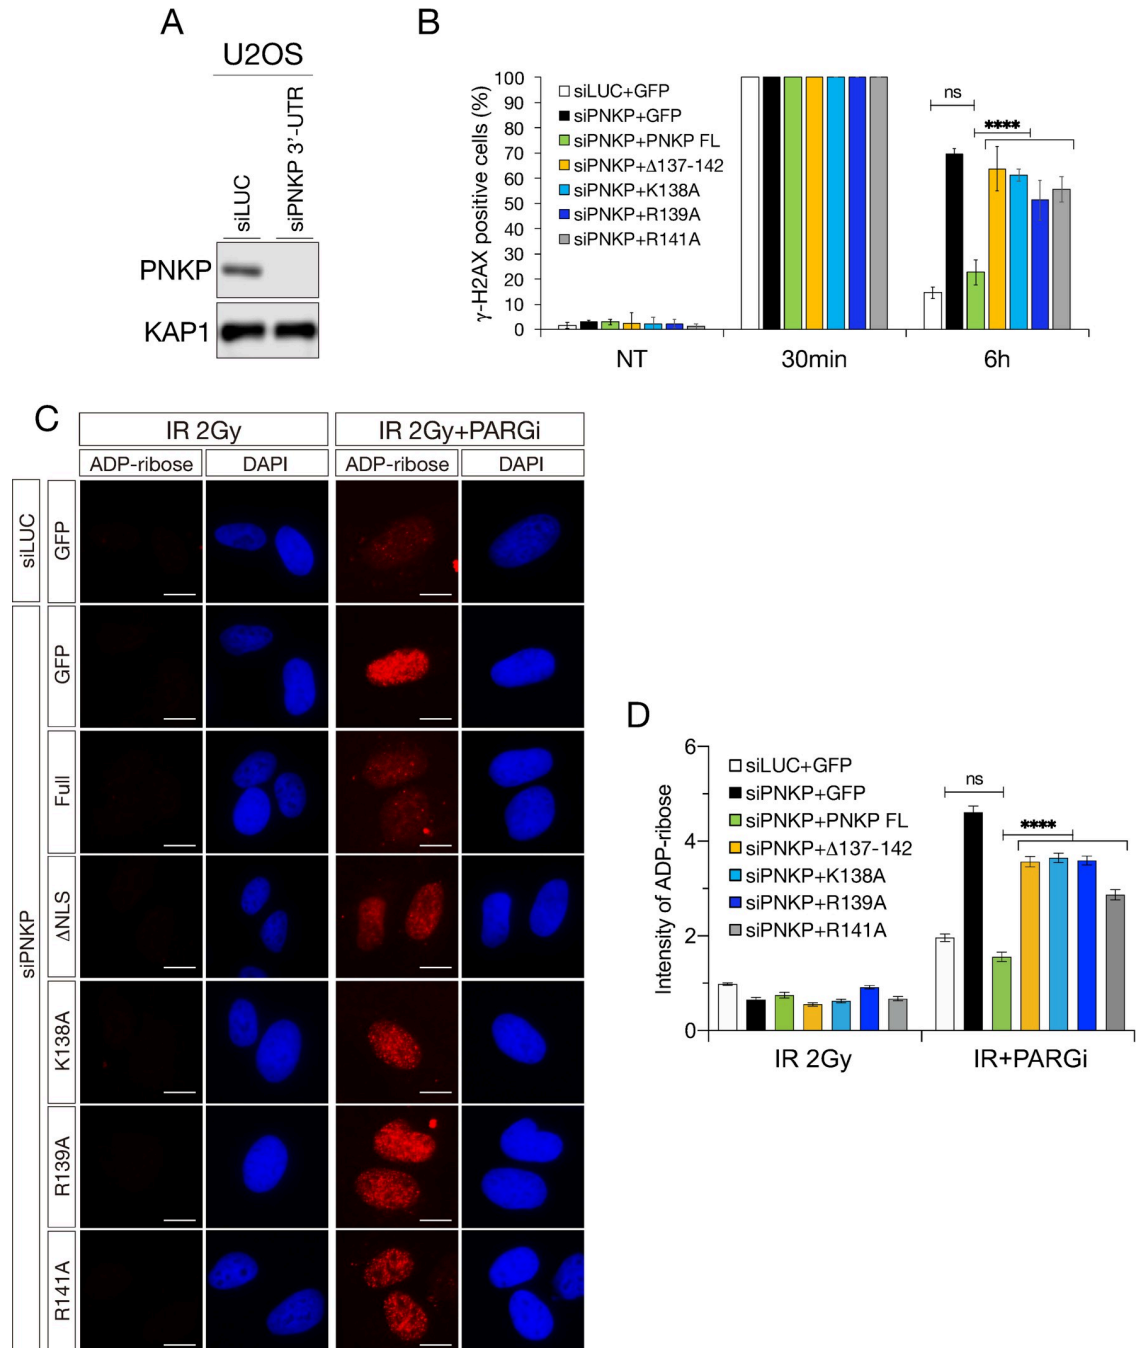 A
U2OS
siLUC
siPNKP 3’-UTR
PNKP
KAP1
B
γ-H2AX positive cells (%)
100
90
80
70
60
50
40
30
20
10
0
siLUC+GFP
siPNKP+GFP
siPNKP+PNKP FL
siPNKP+Δ137-142
siPNKP+K138A
siPNKP+R139A
siPNKP+R141A
ns
****
NT
30min
6h
C
IR 2Gy
IR 2Gy+PARGi
ADP-ribose
DAPI
ADP-ribose
DAPI
siLUC
GFP
siPNKP
GFP
Full
ΔNLS
K138A
R139A
R141A
D
Intensity of ADP-ribose
6
4
2
0
siLUC+GFP
siPNKP+GFP
siPNKP+PNKP FL
siPNKP+Δ137-142
siPNKP+K138A
siPNKP+R139A
siPNKP+R141A
ns
****
IR 2Gy
IR+PARGi